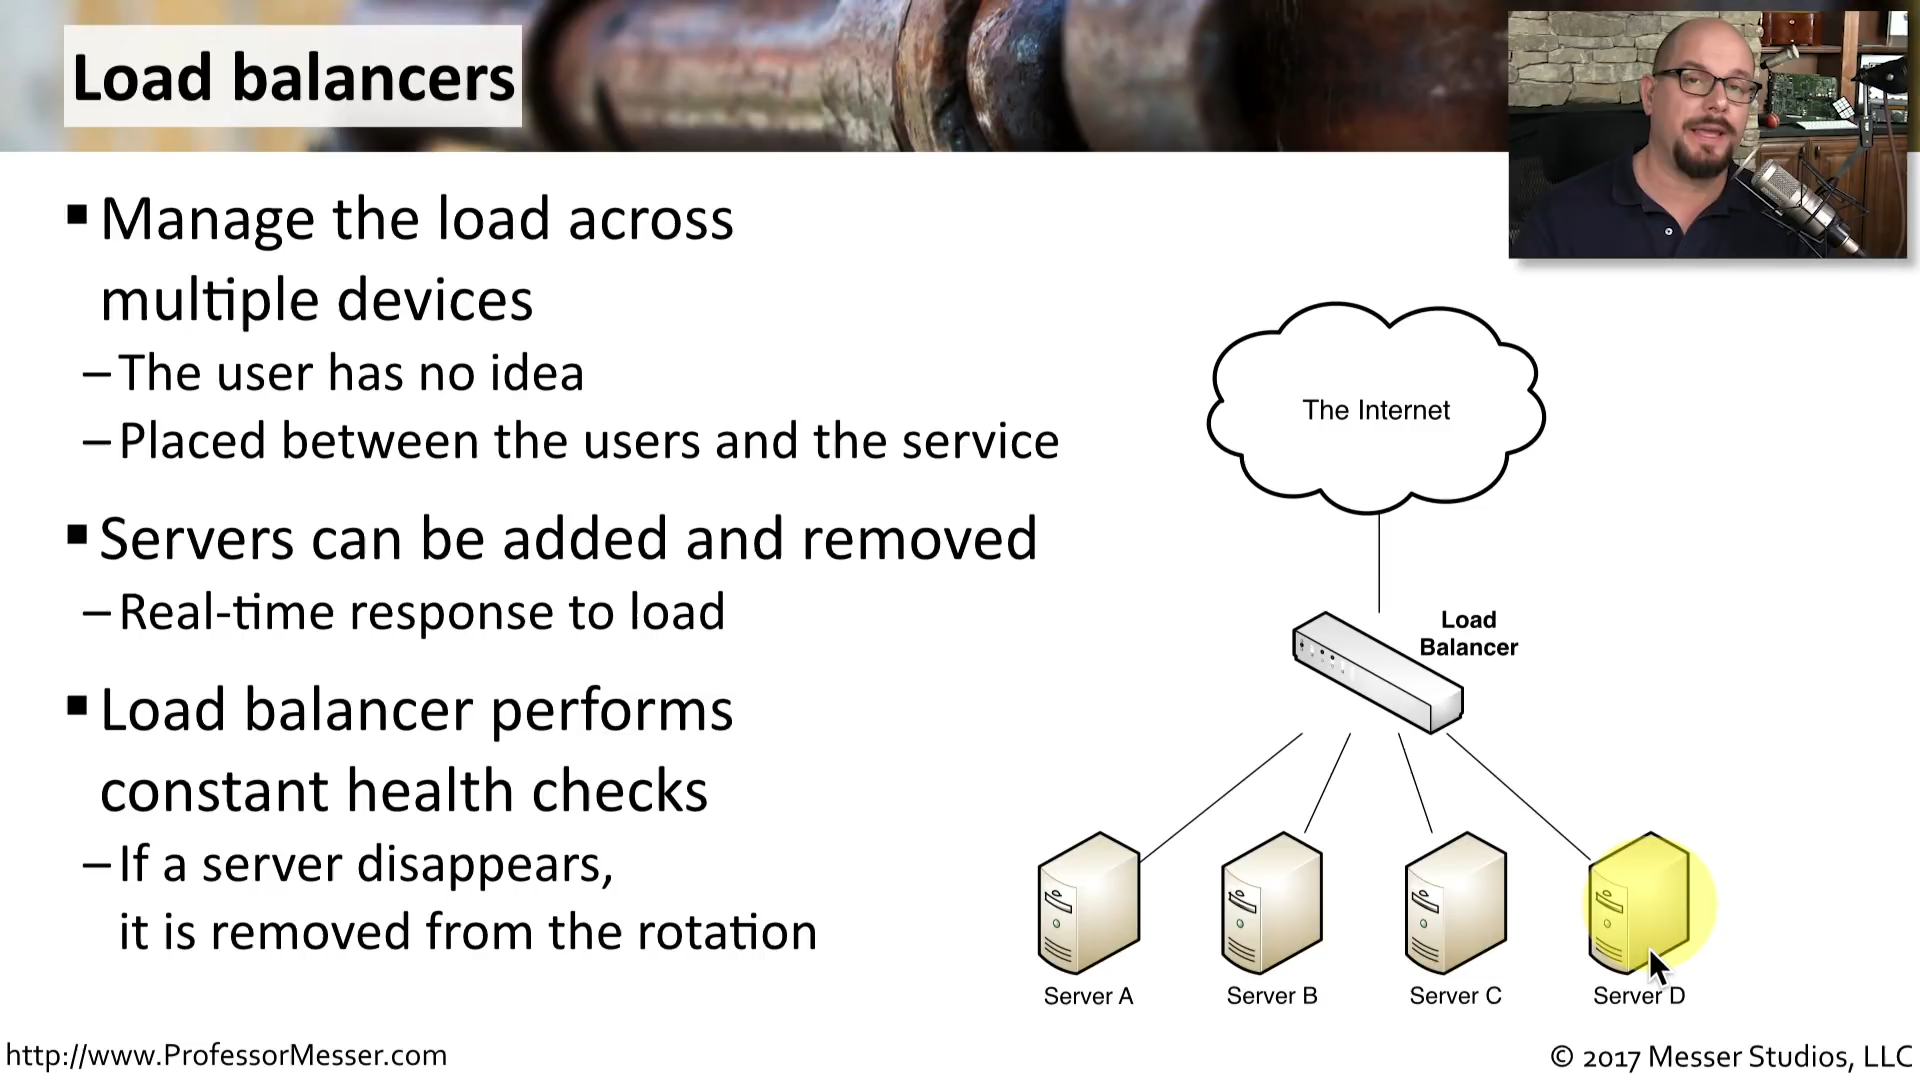 Load balancers
▪ Manage the load across
multiple devices
– The user has no idea
– Placed between the users and the service
▪ Servers can be added and removed
– Real-time response to load
▪ Load balancer performs
constant health checks
– If a server disappears,
it is removed from the rotation
The Internet
Load
Balancer
Server A
Server B
Server C
Server D
http://www.ProfessorMesser.com
© 2017 Messer Studios, LLC